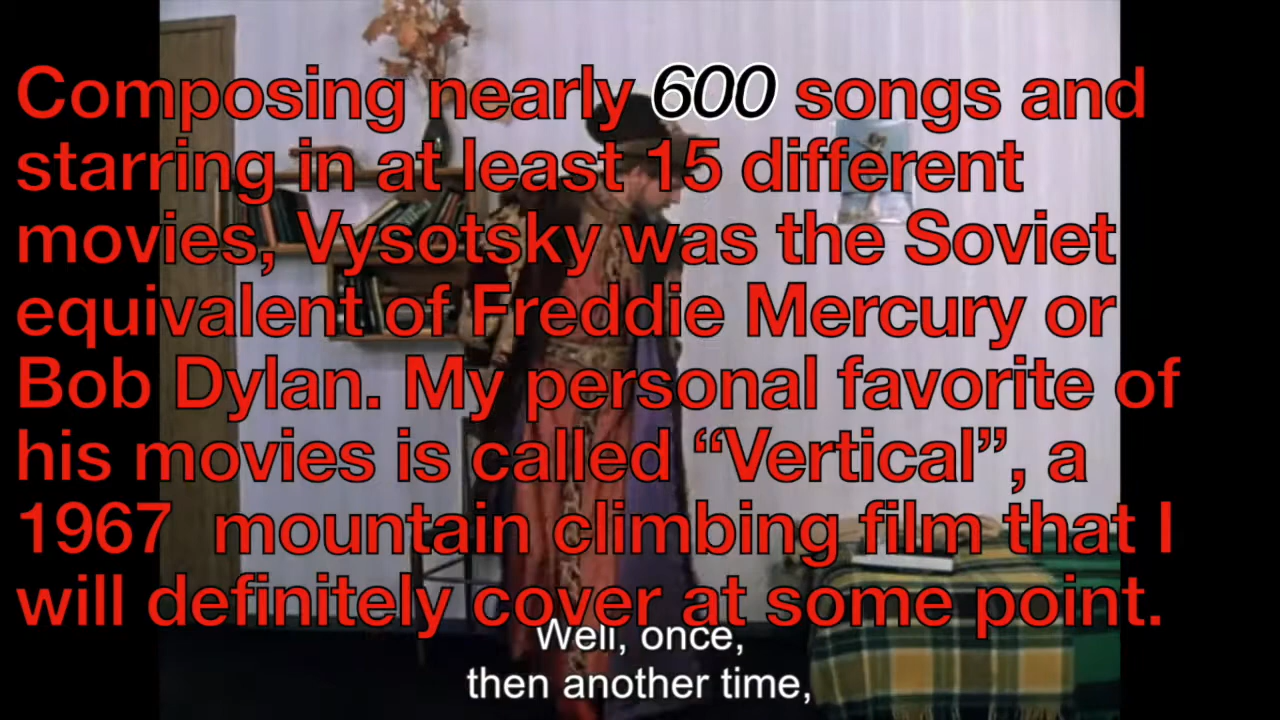 Composing nearly 600 songs and
starring in at least 15 different
movies, Vysotsky was the Soviet
equivalent of Freddie Mercury or
Bob Dylan. My personal favorite of
his movies is called “Vertical”, a
1967  mountain climbing film that I
will definitely cover at some point.
Well, once,
then another time,